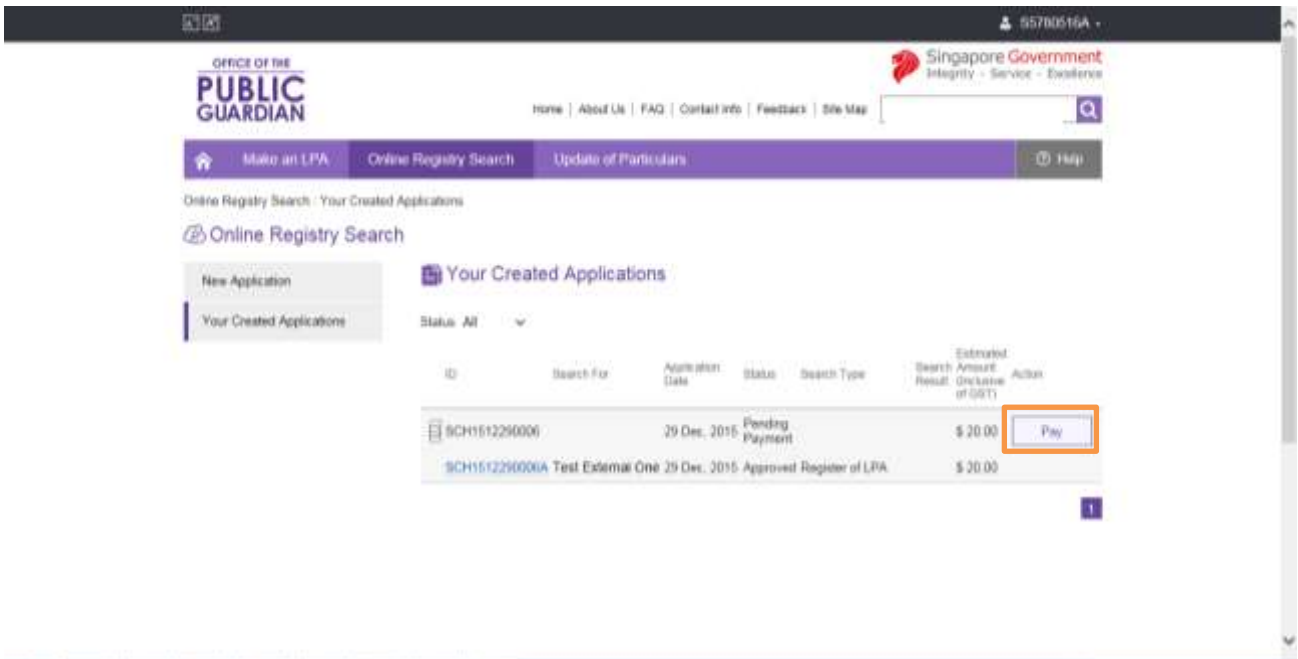 S5780516A
OFFICE OF THE
PUBLIC
GUARDIAN
Singapore Government
Integrity · Service · Excellence
Home | About Us | FAQ | Contact Info | Feedback | Site Map
Make an LPA Online Registry Search Update of Particulars Help
Online Registry Search Your Created Applications
Online Registry Search
New Application
Your Created Applications
Your Created Applications
Status All
ID Search For Application Date Status Search Type Search Result Estimated Amount (Inclusive of GST) Action
SCH1512290006 29 Dec, 2015 Pending Payment $ 20.00 Pay
SCH1512290006A Test External One 29 Dec, 2015 Approved Register of LPA $ 20.00
1